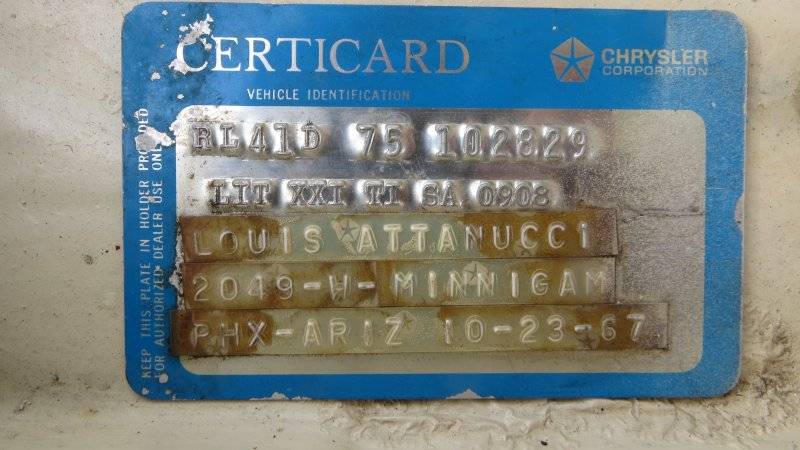 CERTICARD
CHRYSLER
CORPORATION
VEHICLE IDENTIFICATION
RL41D 75 102829
LIT XXI TI SA 0908
LOUIS ATTANUCCI
2049-W-MINNIGAM
PHX-ARIZ 10-23-67
KEEP THIS PLATE IN HOLDER PROVIDED
FOR AUTHORIZED DEALER USE ONLY